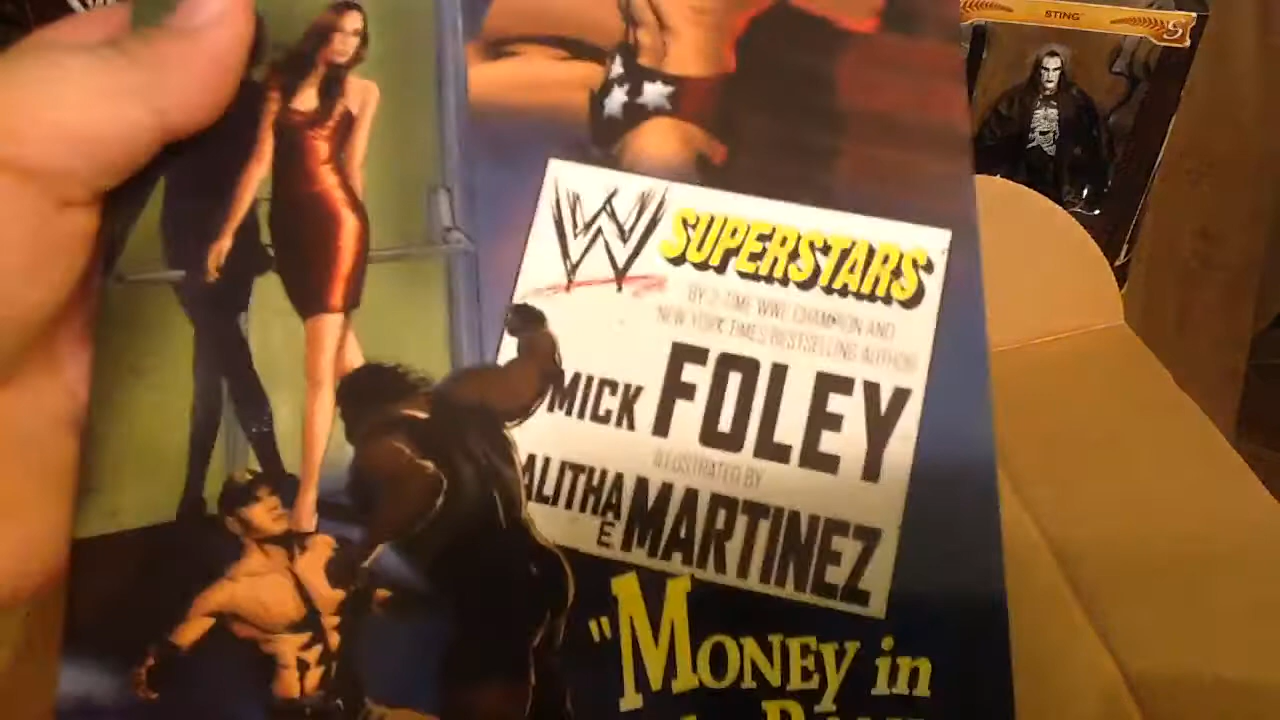 STING
W SUPERSTARS
BY 2-TIME WWE CHAMPION AND
NEW YORK TIMES BESTSELLING AUTHOR
MICK FOLEY
ILLUSTRATED BY
ALITHA E. MARTINEZ
"MONEY in